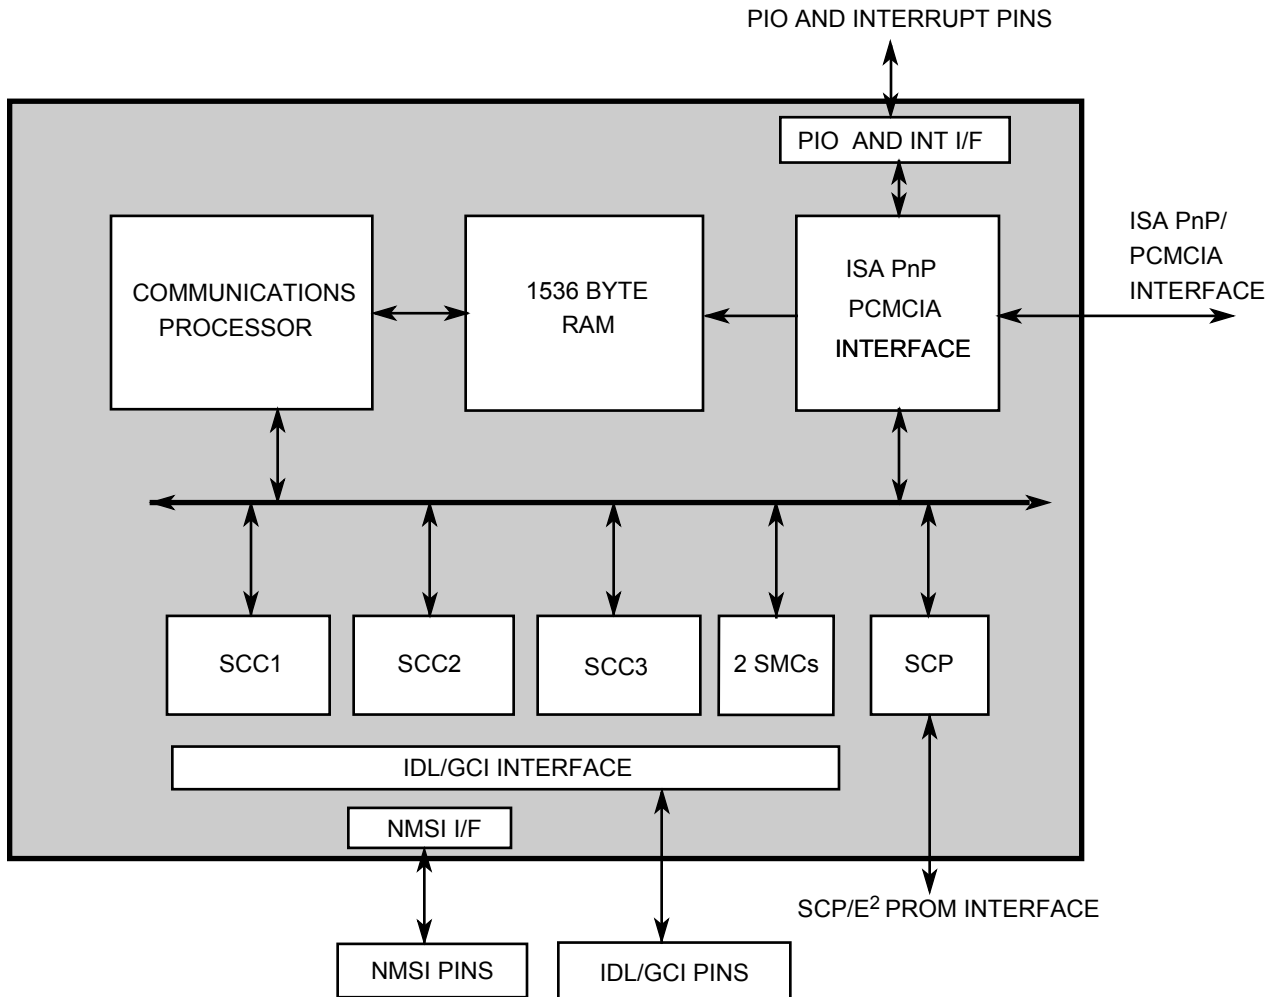 PIO AND INTERRUPT PINS
PIO AND INT I/F
ISA PnP/
PCMCIA
INTERFACE
COMMUNICATIONS
PROCESSOR
1536 BYTE
RAM
ISA PnP
PCMCIA
INTERFACE
SCC1
SCC2
SCC3
2 SMCs
SCP
IDL/GCI INTERFACE
NMSI I/F
SCP/E² PROM INTERFACE
NMSI PINS
IDL/GCI PINS